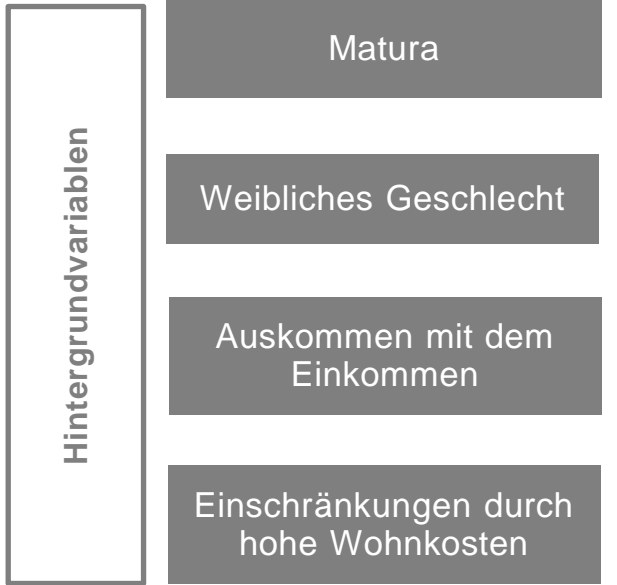 Hintergrundvariablen
Matura
Weibliches Geschlecht
Auskommen mit dem
Einkommen
Einschränkungen durch
hohe Wohnkosten